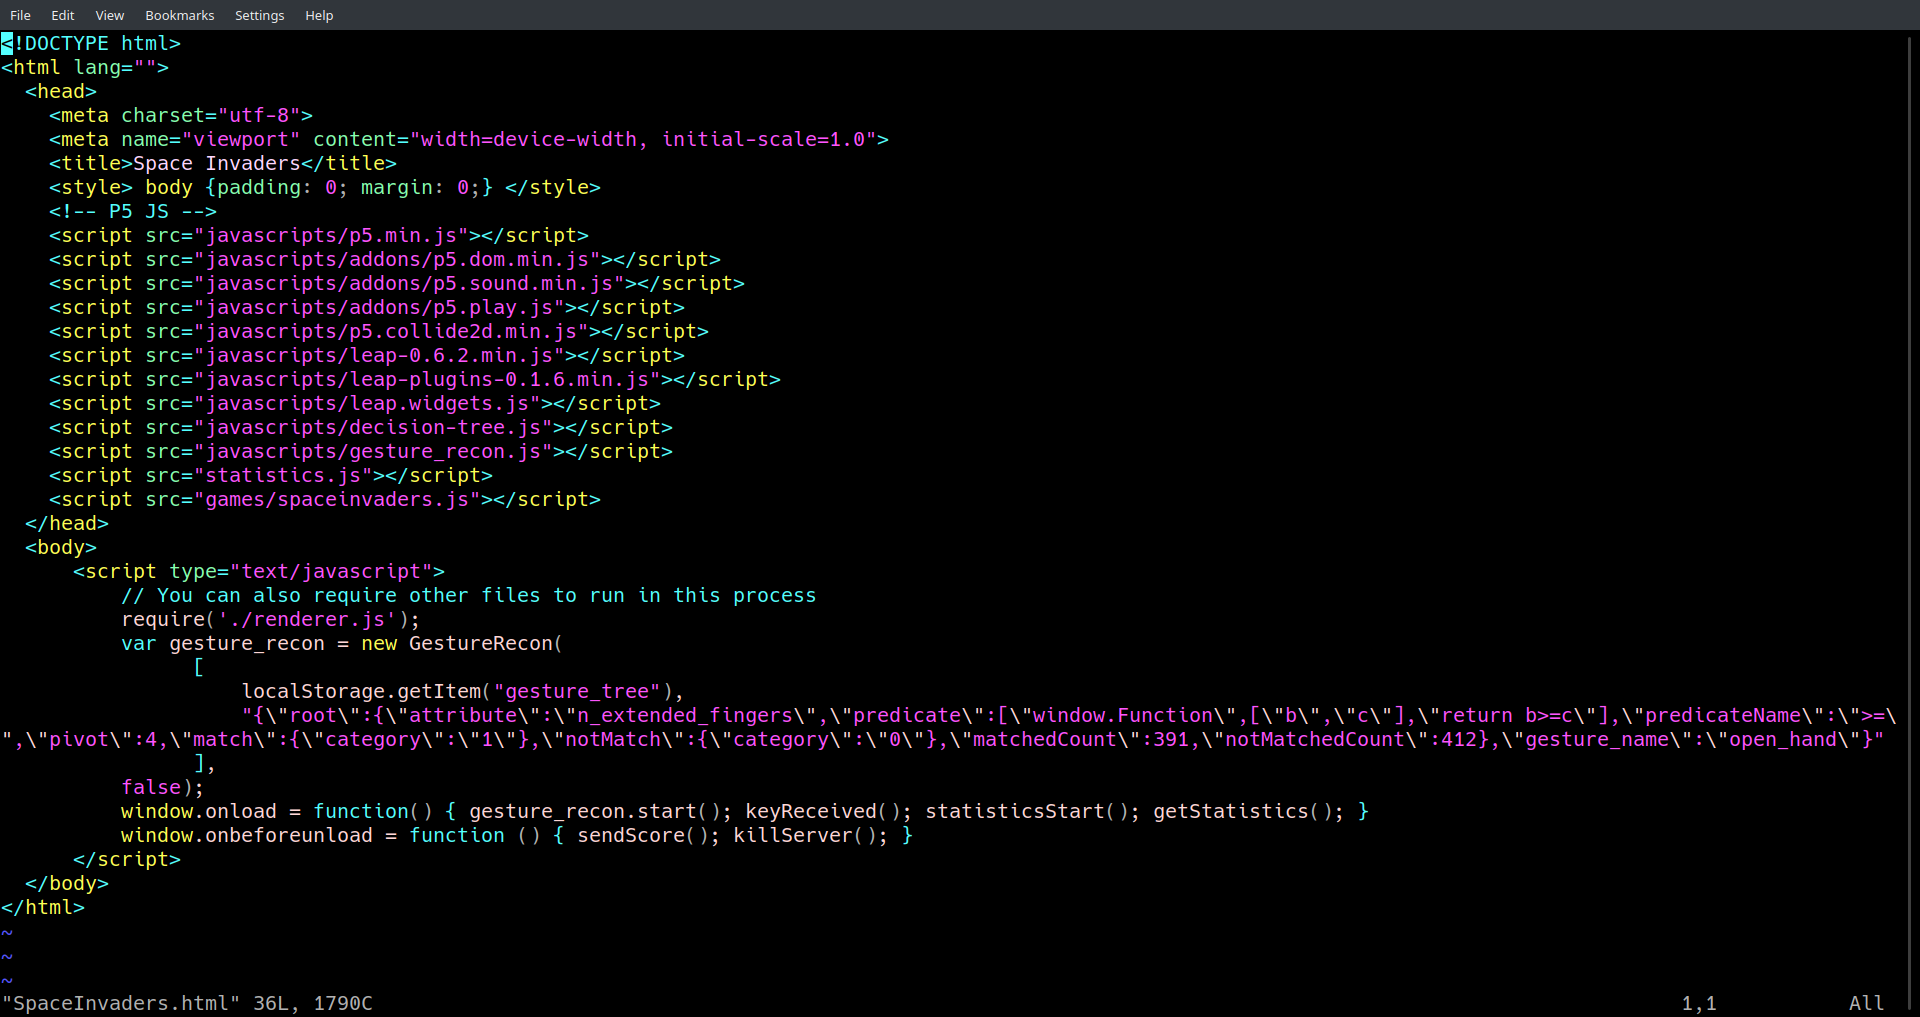 File Edit View Bookmarks Settings Help
<!DOCTYPE html>
<html lang="">
  <head>
    <meta charset="utf-8">
    <meta name="viewport" content="width=device-width, initial-scale=1.0">
    <title>Space Invaders</title>
    <style> body {padding: 0; margin: 0;} </style>
    <!-- P5 JS -->
    <script src="javascripts/p5.min.js"></script>
    <script src="javascripts/addons/p5.dom.min.js"></script>
    <script src="javascripts/addons/p5.sound.min.js"></script>
    <script src="javascripts/addons/p5.play.js"></script>
    <script src="javascripts/p5.collide2d.min.js"></script>
    <script src="javascripts/leap-0.6.2.min.js"></script>
    <script src="javascripts/leap-plugins-0.1.6.min.js"></script>
    <script src="javascripts/leap.widgets.js"></script>
    <script src="javascripts/decision-tree.js"></script>
    <script src="javascripts/gesture_recon.js"></script>
    <script src="statistics.js"></script>
    <script src="games/spaceinvaders.js"></script>
  </head>
  <body>
      <script type="text/javascript">
          // You can also require other files to run in this process
          require('./renderer.js');
          var gesture_recon = new GestureRecon(
                [
                    localStorage.getItem("gesture_tree"),
                    "{\"root\":{\"attribute\":\"n_extended_fingers\",\"predicate\":[\"window.Function\",[\"b\",\"c\"],\"return b>=c\"],\"predicateName\":\">=\
",\"pivot\":4,\"match\":{\"category\":\"1\"},\"notMatch\":{\"category\":\"0\"},\"matchedCount\":391,\"notMatchedCount\":412},\"gesture_name\":\"open_hand\"}"
                ],
          false);
          window.onload = function() { gesture_recon.start(); keyReceived(); statisticsStart(); getStatistics(); }
          window.onbeforeunload = function () { sendScore(); killServer(); }
      </script>
  </body>
</html>
~
~
~
"SpaceInvaders.html" 36L, 1790C 1,1 All